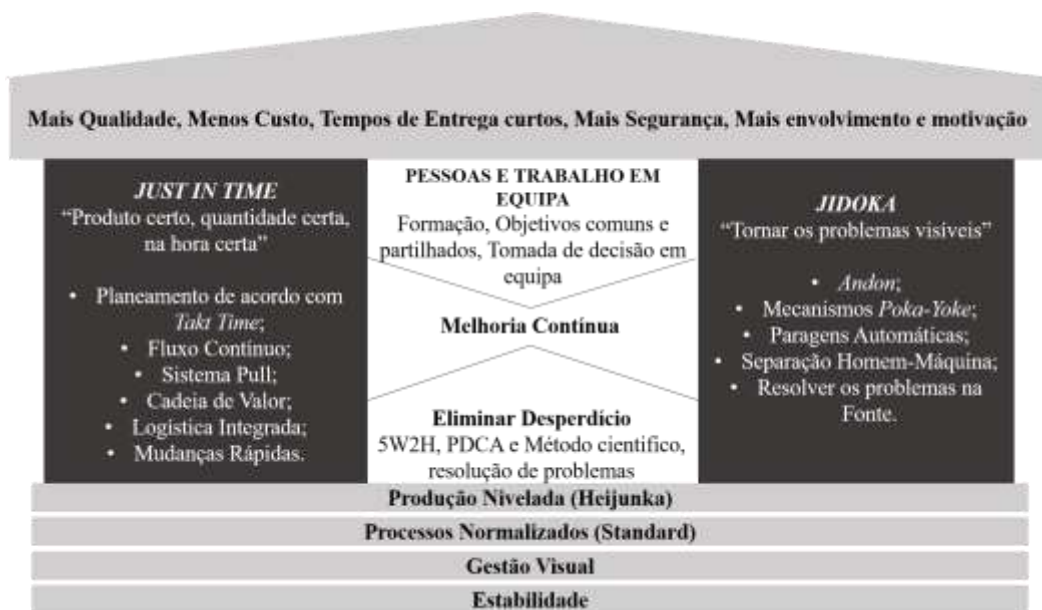 Mais Qualidade, Menos Custo, Tempos de Entrega curtos, Mais Segurança, Mais envolvimento e motivação
JUST IN TIME
“Produto certo, quantidade certa,
na hora certa”
• Planeamento de acordo com
Takt Time;
• Fluxo Contínuo;
• Sistema Pull;
• Cadeia de Valor;
• Logística Integrada;
• Mudanças Rápidas.
PESSOAS E TRABALHO EM
EQUIPA
Formação, Objetivos comuns e
partilhados, Tomada de decisão em
equipa
Melhoria Contínua
Eliminar Desperdício
5W2H, PDCA e Método cientifico,
resolução de problemas
JIDOKA
“Tornar os problemas visíveis”
• Andon;
• Mecanismos Poka-Yoke;
• Paragens Automáticas;
• Separação Homem-Máquina;
• Resolver os problemas na
Fonte.
Produção Nivelada (Heijunka)
Processos Normalizados (Standard)
Gestão Visual
Estabilidade